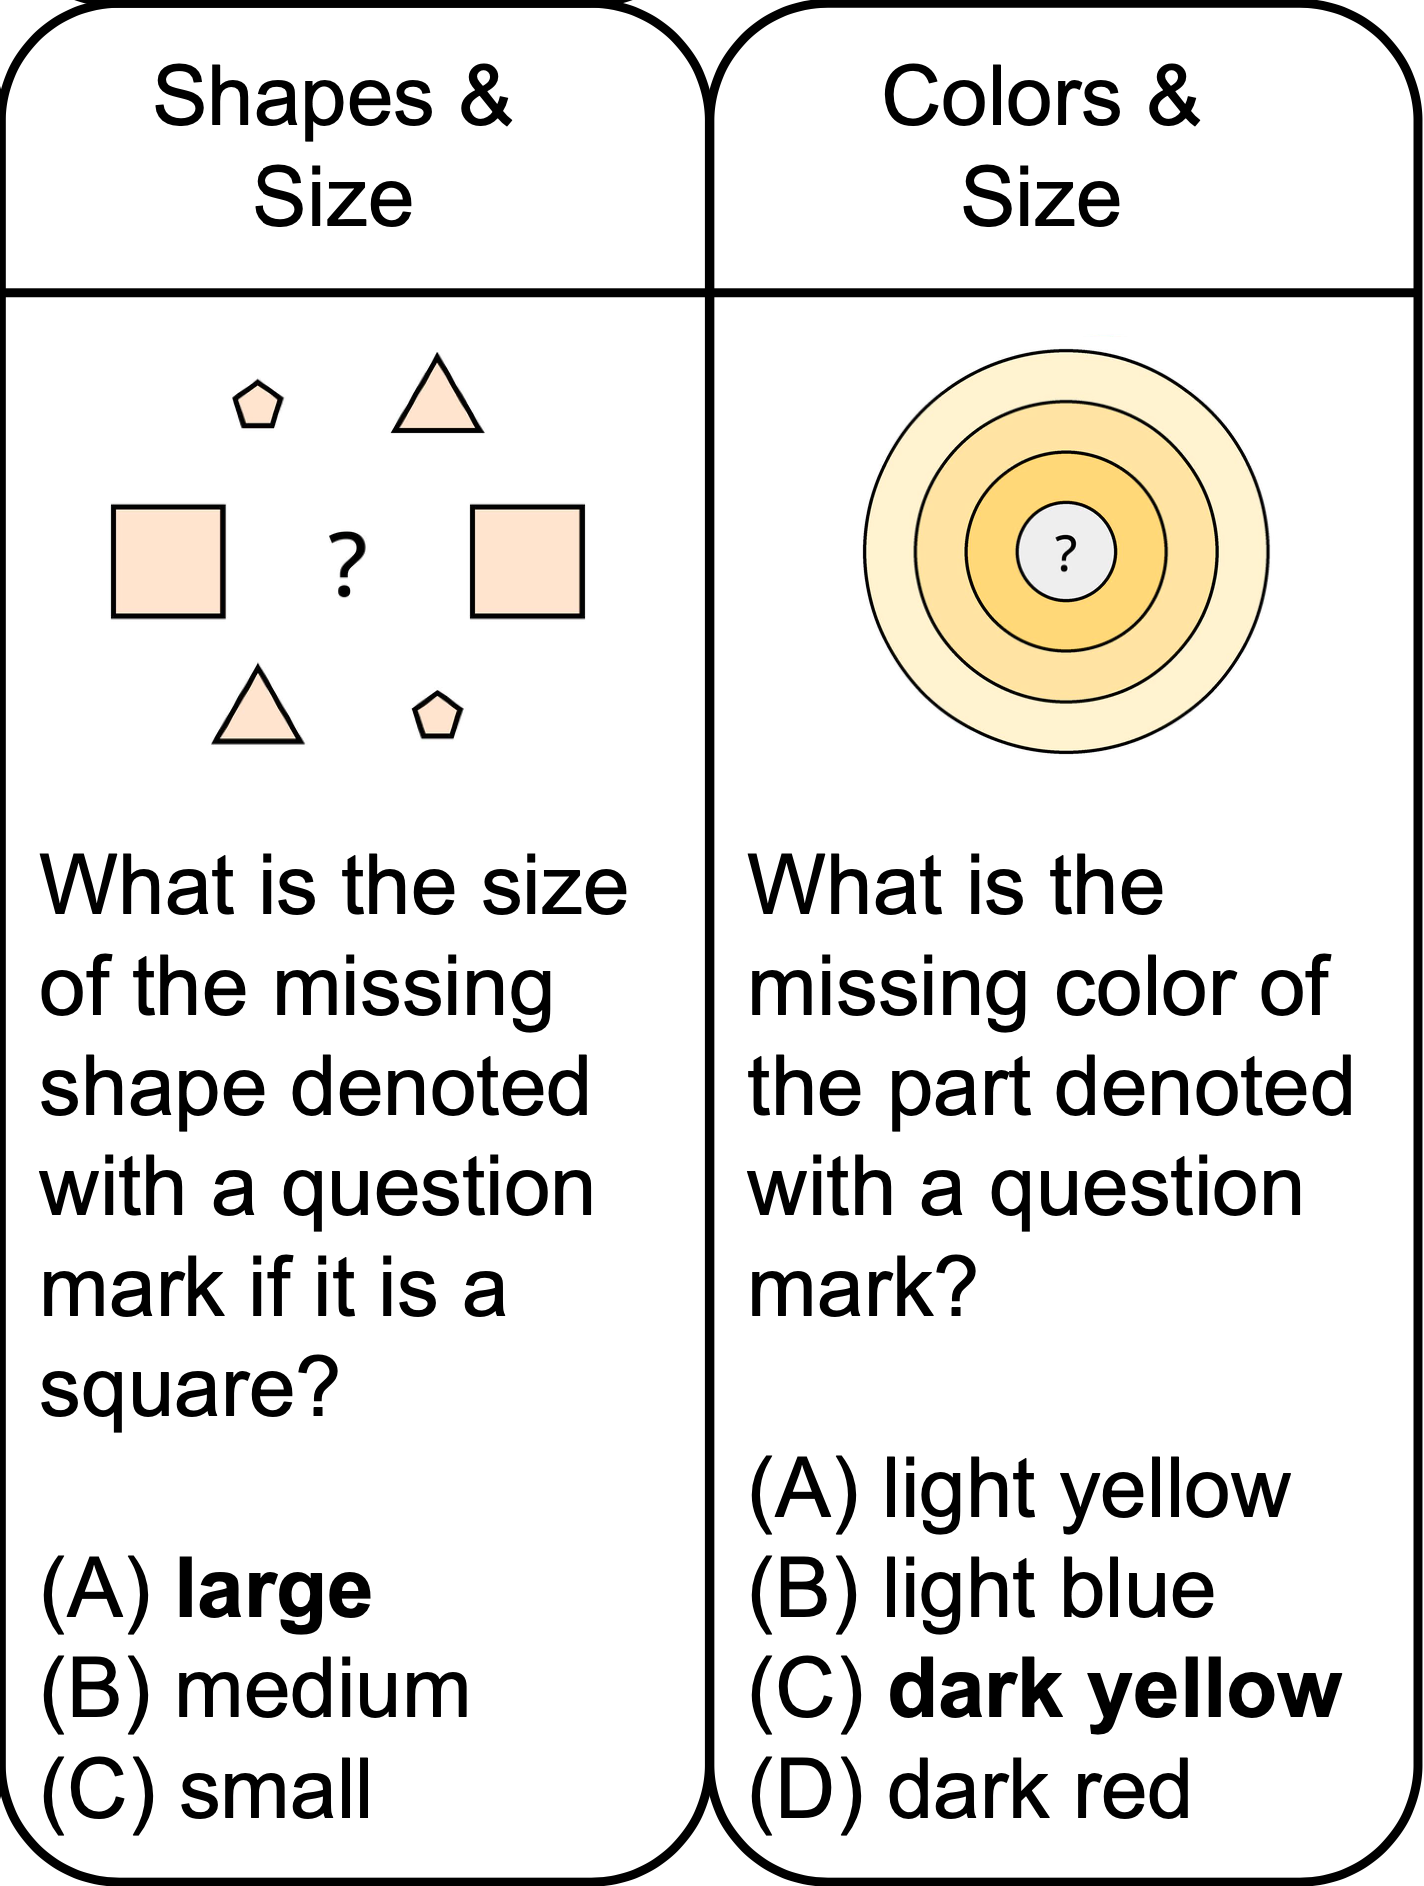 Shapes &
Size
?
What is the size
of the missing
shape denoted
with a question
mark if it is a
square?
(A) large
(B) medium
(C) small
Colors &
Size
?
What is the
missing color of
the part denoted
with a question
mark?
(A) light yellow
(B) light blue
(C) dark yellow
(D) dark red